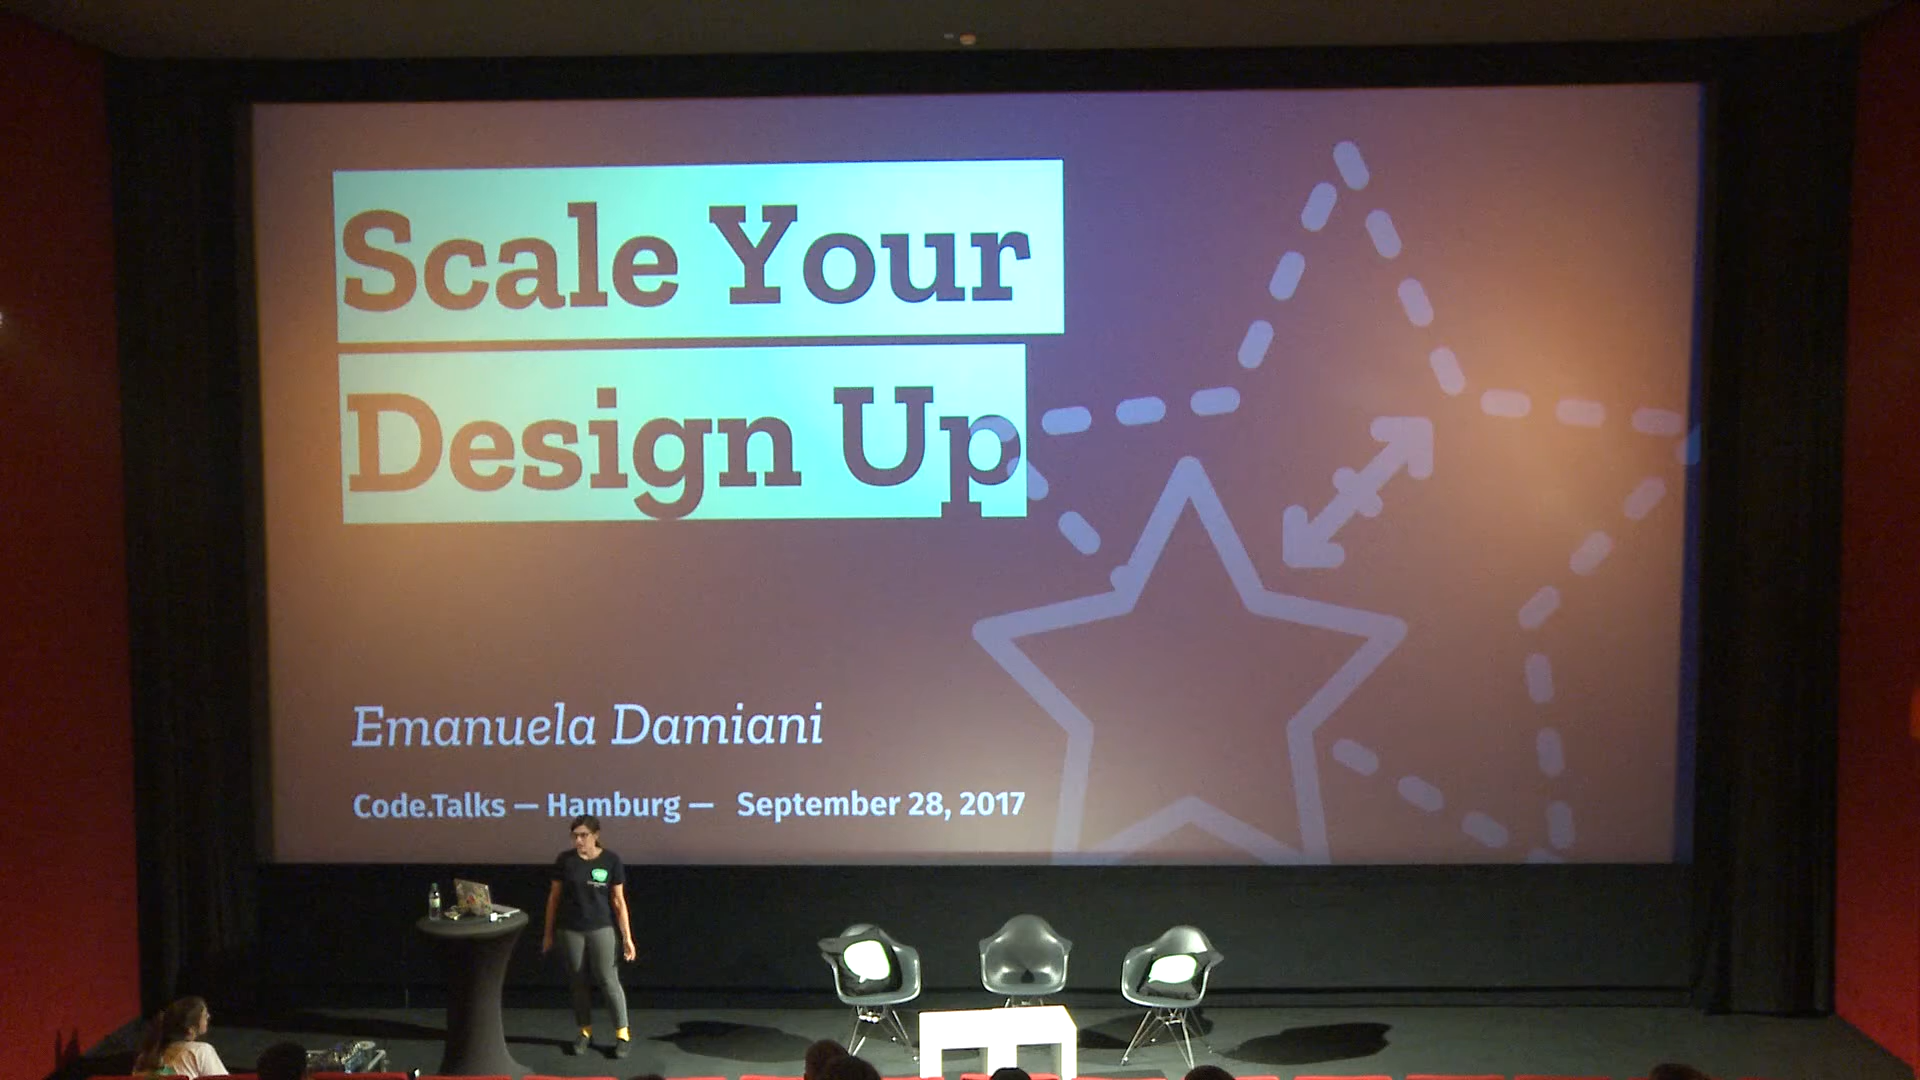 Scale Your
Design Up
Emanuela Damiani
Code.Talks — Hamburg — September 28, 2017